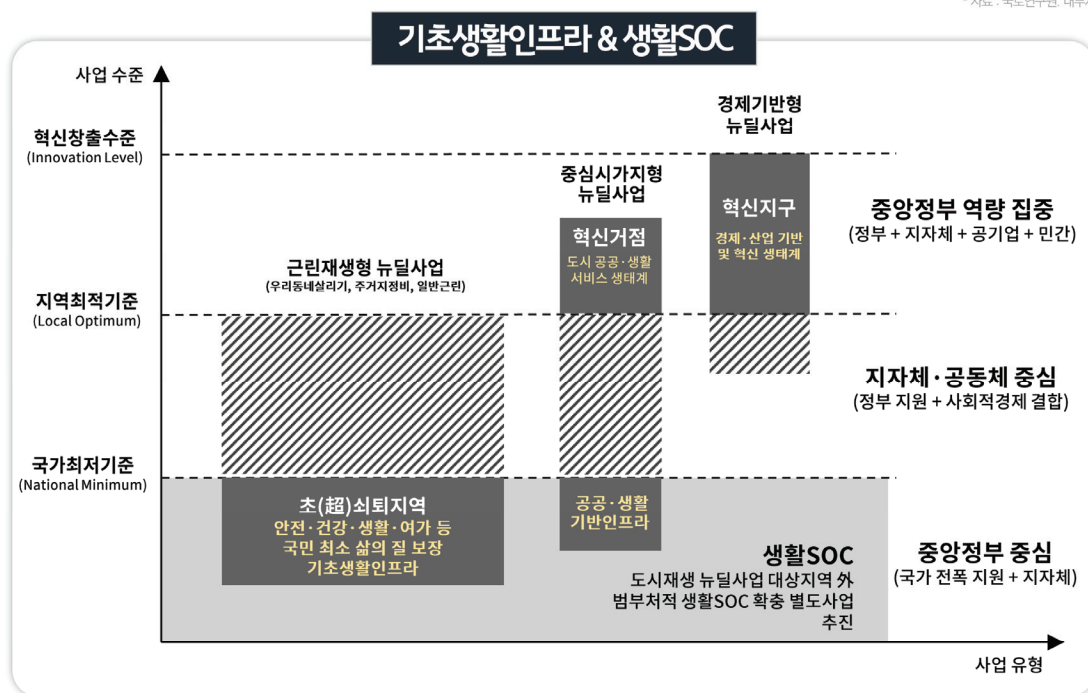 * 자료 : 국토연구원. 내부
기초생활인프라 & 생활SOC
사업 수준
경제기반형
뉴딜사업
혁신창출수준
(Innovation Level)
중심시가지형
뉴딜사업
혁신지구
경제·산업 기반
및 혁신 생태계
중앙정부 역량 집중
(정부 + 지자체 + 공기업 + 민간)
혁신거점
도시 공공·생활
서비스 생태계
근린재생형 뉴딜사업
(우리동네살리기, 주거지정비, 일반근린)
지역최적기준
(Local Optimum)
지자체·공동체 중심
(정부 지원 + 사회적경제 결합)
국가최저기준
(National Minimum)
초(超)쇠퇴지역
안전·건강·생활·여가 등
국민 최소 삶의 질 보장
기초생활인프라
공공·생활
기반인프라
생활SOC
도시재생 뉴딜사업 대상지역 外
범부처적 생활SOC 확충 별도사업
추진
중앙정부 중심
(국가 전폭 지원 + 지자체)
사업 유형